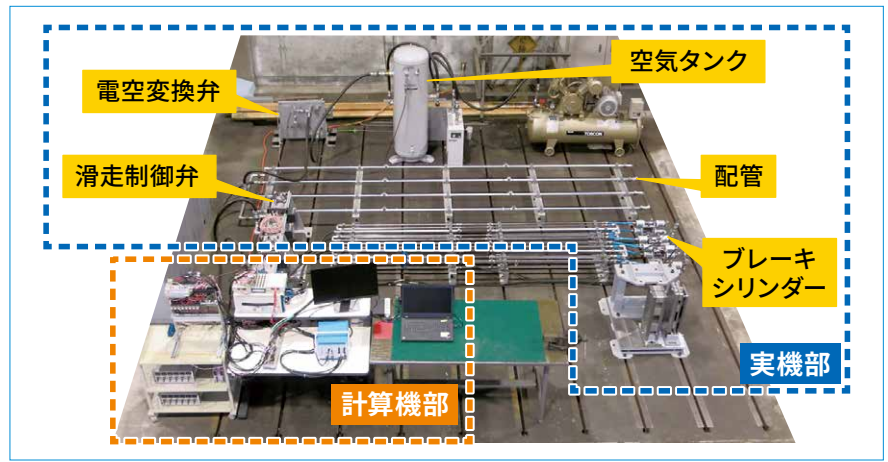 空気タンク
電空変換弁
TOSCON
滑走制御弁
配管
ブレーキ
シリンダー
実機部
計算機部